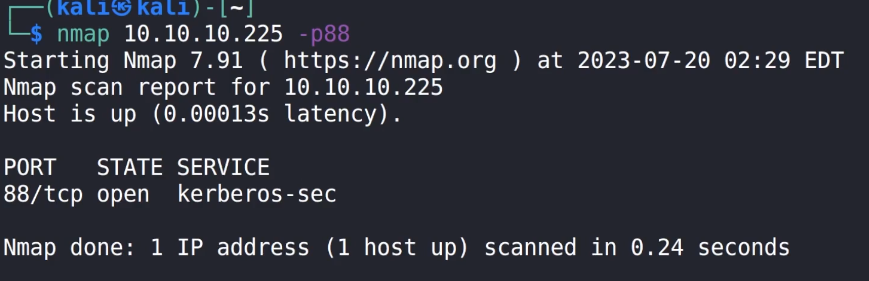 ┌──(kali㉿kali)-[~]
└─$ nmap 10.10.10.225 -p88
Starting Nmap 7.91 ( https://nmap.org ) at 2023-07-20 02:29 EDT
Nmap scan report for 10.10.10.225
Host is up (0.00013s latency).
PORT   STATE SERVICE
88/tcp open  kerberos-sec
Nmap done: 1 IP address (1 host up) scanned in 0.24 seconds